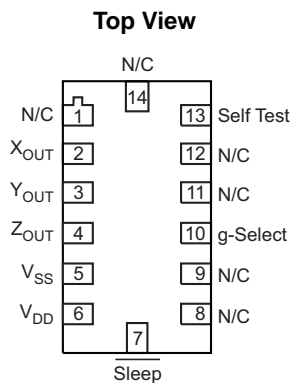 Top View
N/C
14
N/C 1
13 Self Test
XOUT 2
12 N/C
YOUT 3
11 N/C
ZOUT 4
10 g-Select
VSS 5
9 N/C
VDD 6
8 N/C
7
Sleep